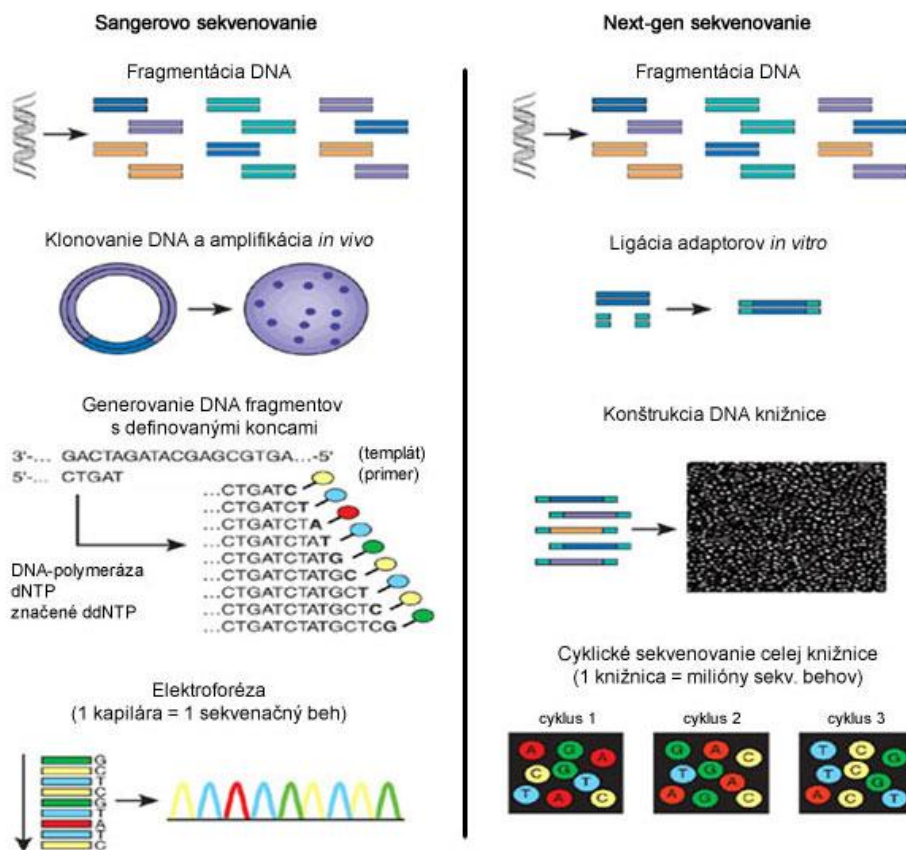 Sangerovo sekvenovanie
Fragmentácia DNA
Klonovanie DNA a amplifikácia in vivo
Generovanie DNA fragmentov
s definovanými koncami
3'-... GACTAGATACGAGCGTGA...-5' (templát)
5'-... CTGAT (primer)
...CTGATC
...CTGATCT
...CTGATCTA
...CTGATCTAT
...CTGATCTATG
...CTGATCTATGC
...CTGATCTATGCT
...CTGATCTATGCTC
...CTGATCTATGCTCG
DNA-polymeráza
dNTP
značené ddNTP
Elektroforéza
(1 kapilára = 1 sekvenačný beh)
G
C
T
C
G
T
A
T
C
Next-gen sekvenovanie
Fragmentácia DNA
Ligácia adaptorov in vitro
Konštrukcia DNA knižnice
Cyklické sekvenovanie celej knižnice
(1 knižnica = milióny sekv. behov)
cyklus 1 cyklus 2 cyklus 3
A G A
C G T
T A C
G A C
T G A
A G C
T C G
T C G
A C T